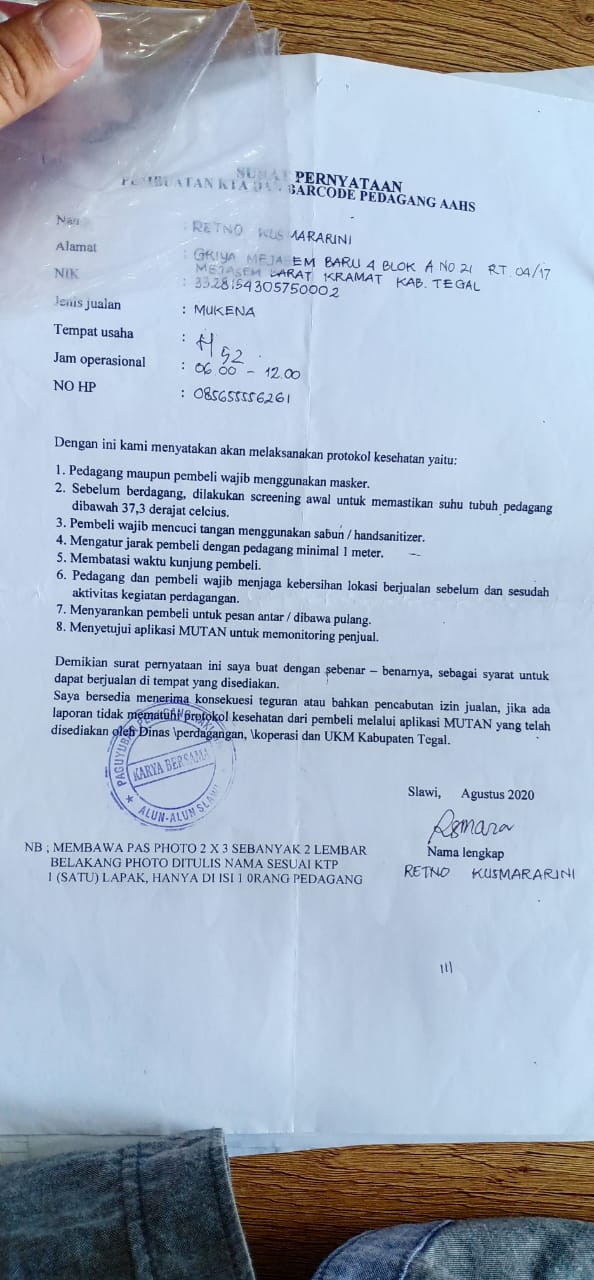 SURAT PERNYATAAN
PEMBUATAN KTA DAN BARCODE PEDAGANG AAHS
Nama : RETNO KUSMARARINI
Alamat : GRIYA MEJASEM BARU 4 BLOK A NO 21 RT. 04/17
MEJASEM BARAT KRAMAT KAB. TEGAL
NIK : 3328154305750002
Jenis jualan : MUKENA
Tempat usaha : H 52
Jam operasional : 06.00 - 12.00
NO HP : 085655556261
Dengan ini kami menyatakan akan melaksanakan protokol kesehatan yaitu:
1. Pedagang maupun pembeli wajib menggunakan masker.
2. Sebelum berdagang, dilakukan screening awal untuk memastikan suhu tubuh pedagang
dibawah 37,3 derajat celcius.
3. Pembeli wajib mencuci tangan menggunakan sabun / handsanitizer.
4. Mengatur jarak pembeli dengan pedagang minimal 1 meter.
5. Membatasi waktu kunjung pembeli.
6. Pedagang dan pembeli wajib menjaga kebersihan lokasi berjualan sebelum dan sesudah
aktivitas kegiatan perdagangan.
7. Menyarankan pembeli untuk pesan antar / dibawa pulang.
8. Menyetujui aplikasi MUTAN untuk memonitoring penjual.
Demikian surat pernyataan ini saya buat dengan sebenar – benarnya, sebagai syarat untuk
dapat berjualan di tempat yang disediakan.
Saya bersedia menerima konsekuesi teguran atau bahkan pencabutan izin jualan, jika ada
laporan tidak mematuhi protokol kesehatan dari pembeli melalui aplikasi MUTAN yang telah
disediakan oleh Dinas \perdagangan, \koperasi dan UKM Kabupaten Tegal.
PAGUYUBAN
KARYA BERSAMA
ALUN-ALUN SLAWI
Slawi, Agustus 2020
Nama lengkap
RETNO KUSMARARINI
NB ; MEMBAWA PAS PHOTO 2 X 3 SEBANYAK 2 LEMBAR
BELAKANG PHOTO DITULIS NAMA SESUAI KTP
1 (SATU) LAPAK, HANYA DI ISI 1 0RANG PEDAGANG